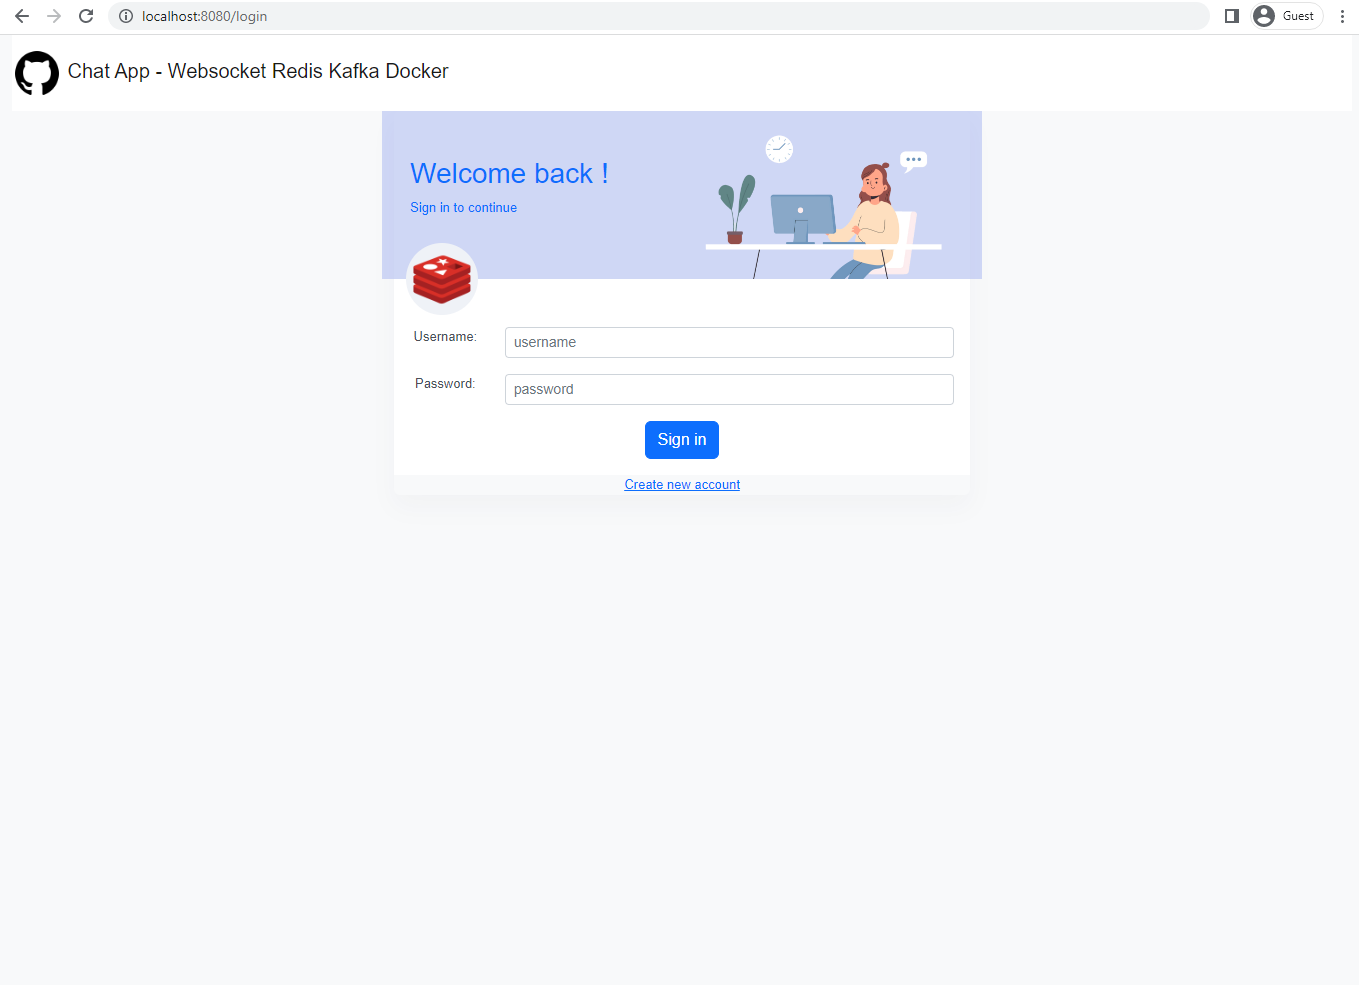 localhost:8080/login
Guest
Chat App - Websocket Redis Kafka Docker
Welcome back !
Sign in to continue
Username:
username
Password:
password
Sign in
Create new account